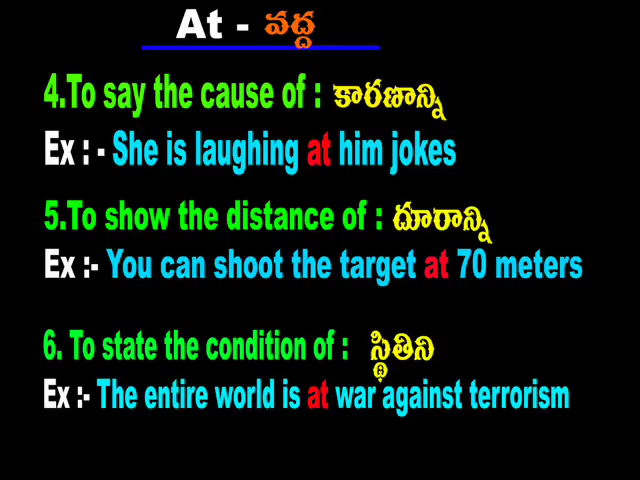 At - వద్ద
4.To say the cause of : కారణాన్ని
Ex : - She is laughing at him jokes
5.To show the distance of : దూరాన్ని
Ex :- You can shoot the target at 70 meters
6. To state the condition of : స్థితిని
Ex :- The entire world is at war against terrorism